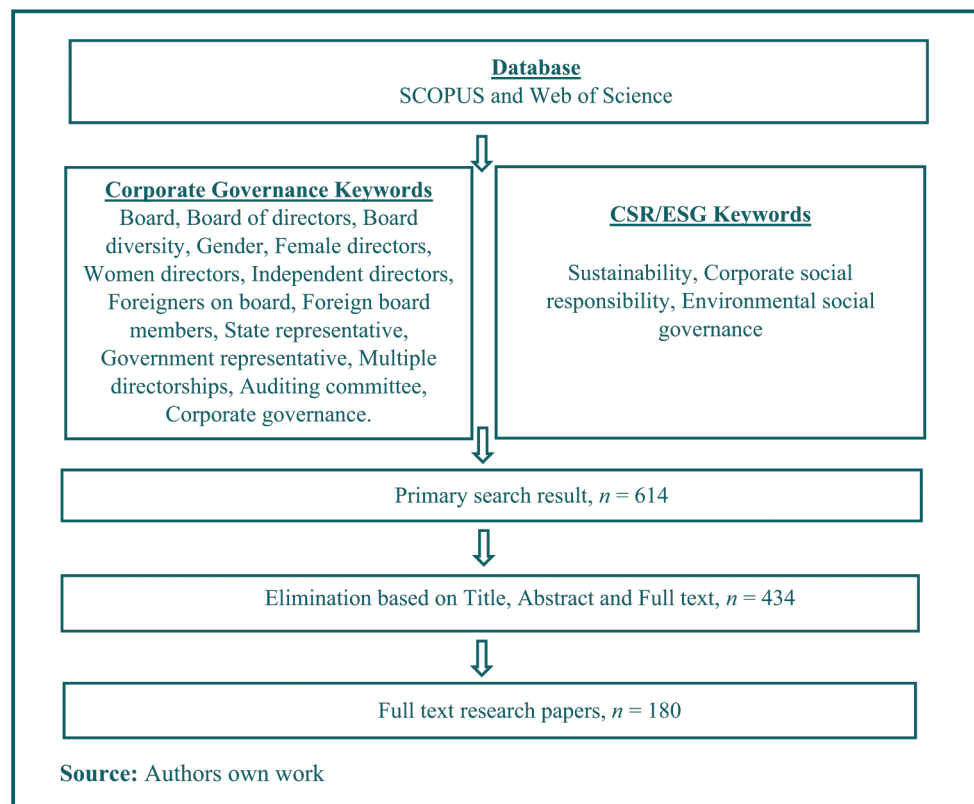 Database
SCOPUS and Web of Science
Corporate Governance Keywords
Board, Board of directors, Board
diversity, Gender, Female directors,
Women directors, Independent directors,
Foreigners on board, Foreign board
members, State representative,
Government representative, Multiple
directorships, Auditing committee,
Corporate governance.
CSR/ESG Keywords
Sustainability, Corporate social
responsibility, Environmental social
governance
Primary search result, n = 614
Elimination based on Title, Abstract and Full text, n = 434
Full text research papers, n = 180
Source: Authors own work